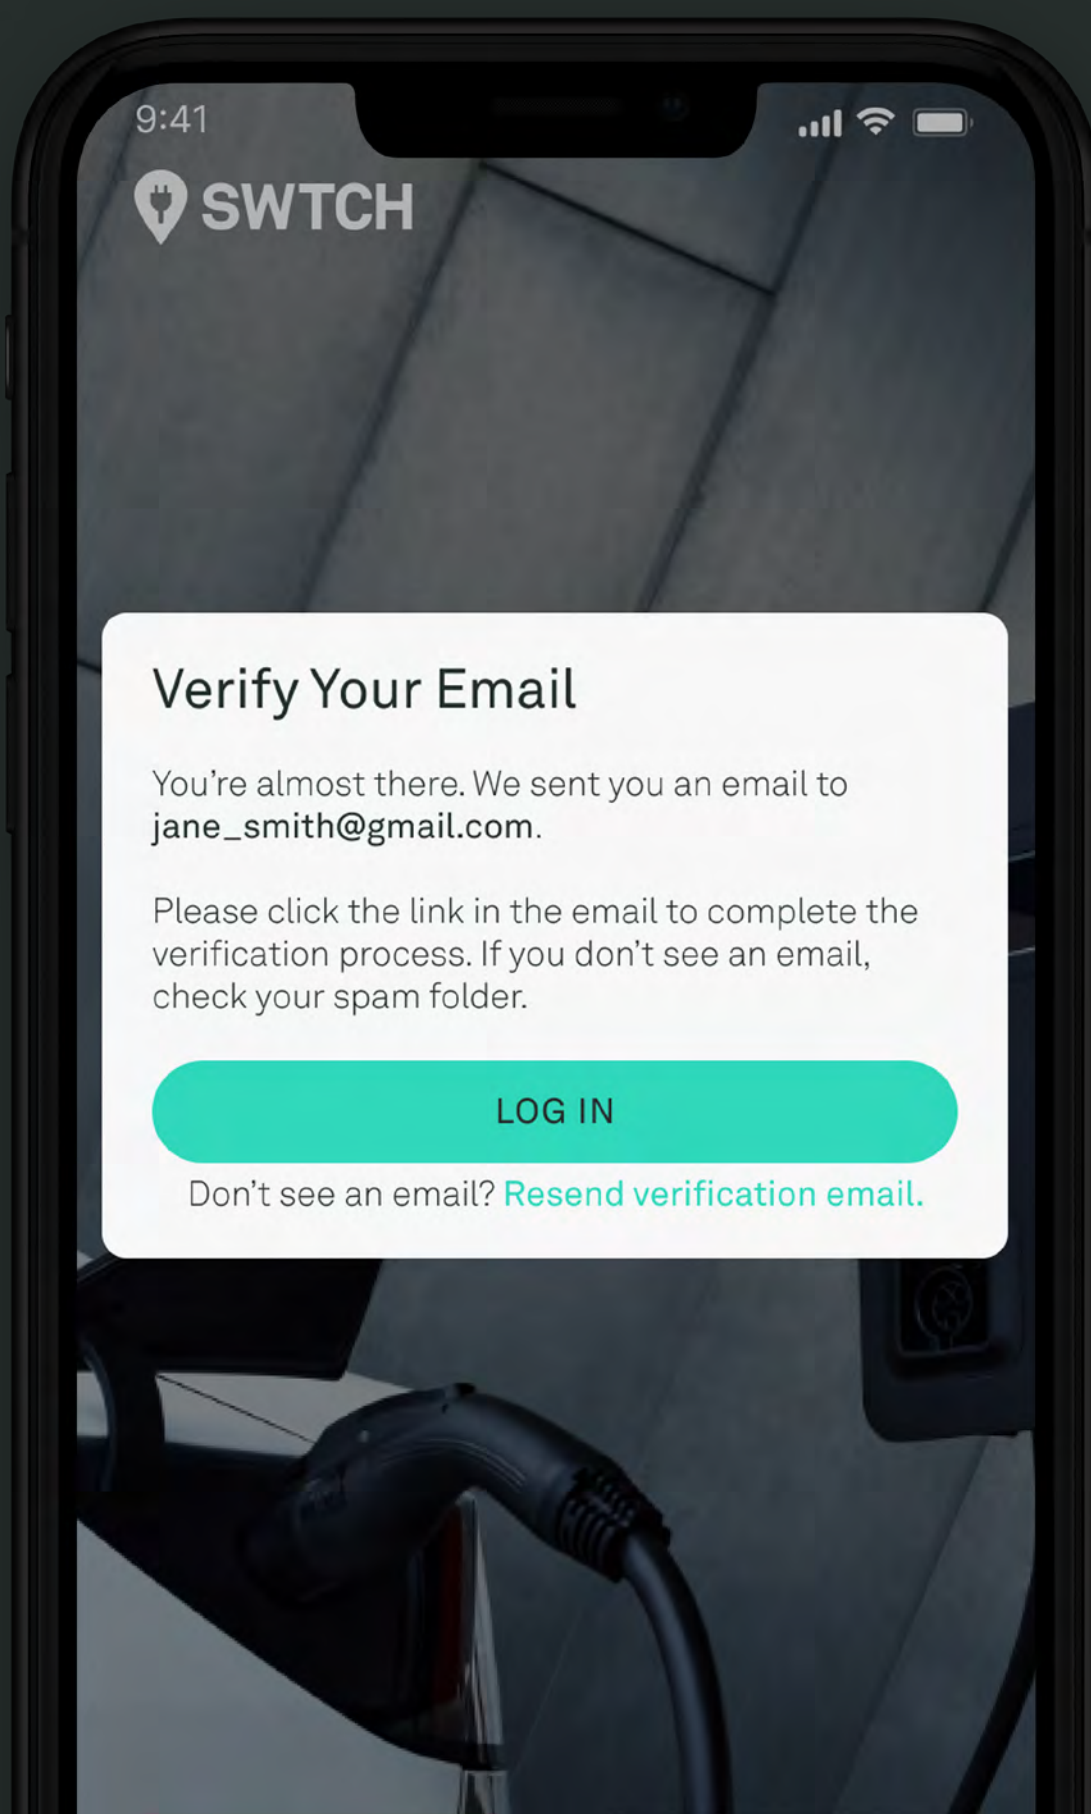 9:41
SWTCH
Verify Your Email
You're almost there. We sent you an email to
jane_smith@gmail.com.
Please click the link in the email to complete the
verification process. If you don't see an email,
check your spam folder.
LOG IN
Don't see an email? Resend verification email.